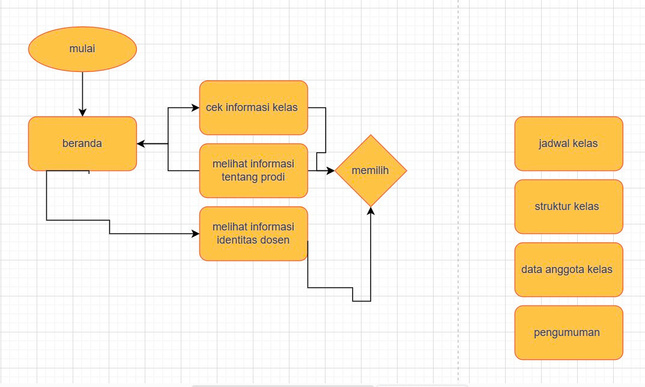 mulai
beranda
cek informasi kelas
melihat informasi
tentang prodi
melihat informasi
identitas dosen
memilih
jadwal kelas
struktur kelas
data anggota kelas
pengumuman